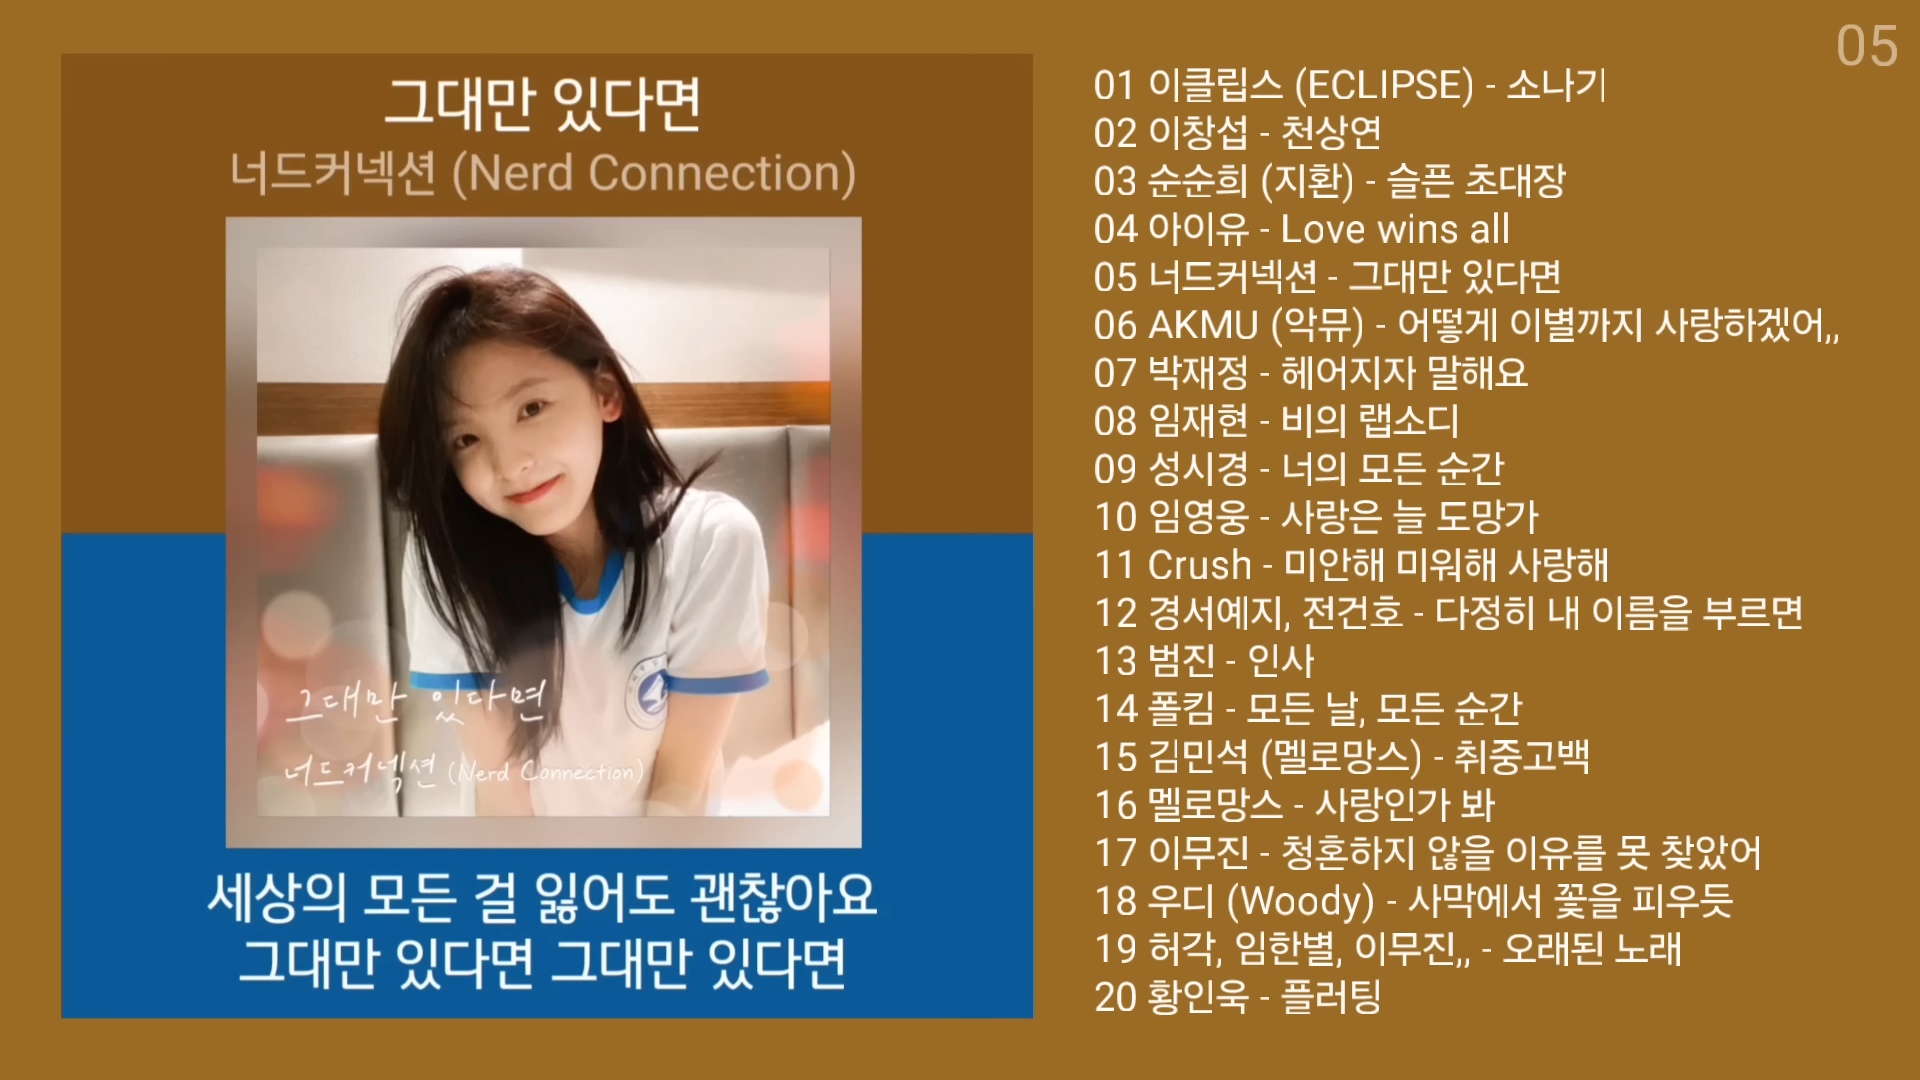 05
그대만 있다면
너드커넥션 (Nerd Connection)
그대만 있다면
너드커넥션 (Nerd Connection)
세상의 모든 걸 잃어도 괜찮아요
그대만 있다면 그대만 있다면
01 이클립스 (ECLIPSE) - 소나기
02 이창섭 - 천상연
03 순순희 (지환) - 슬픈 초대장
04 아이유 - Love wins all
05 너드커넥션 - 그대만 있다면
06 AKMU (악뮤) - 어떻게 이별까지 사랑하겠어,,
07 박재정 - 헤어지자 말해요
08 임재현 - 비의 랩소디
09 성시경 - 너의 모든 순간
10 임영웅 - 사랑은 늘 도망가
11 Crush - 미안해 미워해 사랑해
12 경서예지, 전건호 - 다정히 내 이름을 부르면
13 범진 - 인사
14 폴킴 - 모든 날, 모든 순간
15 김민석 (멜로망스) - 취중고백
16 멜로망스 - 사랑인가 봐
17 이무진 - 청혼하지 않을 이유를 못 찾았어
18 우디 (Woody) - 사막에서 꽃을 피우듯
19 허각, 임한별, 이무진,, - 오래된 노래
20 황인욱 - 플러팅